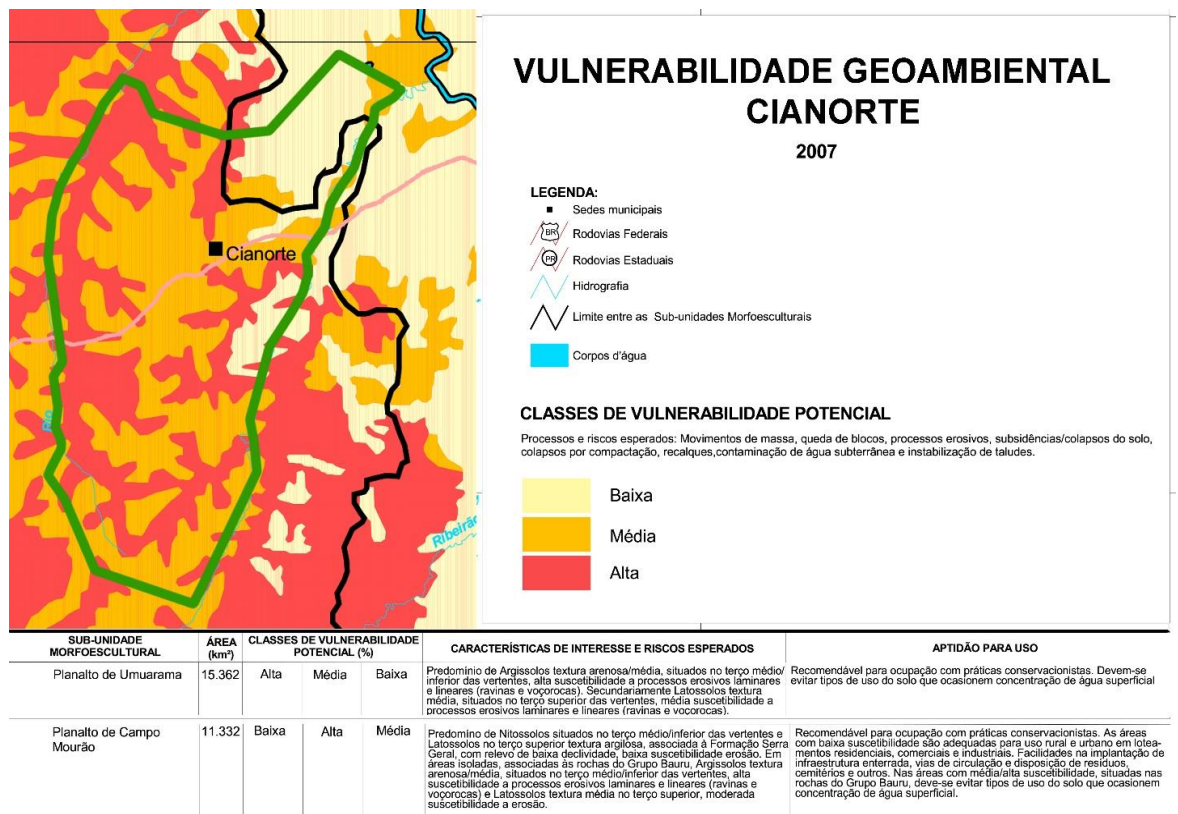 VULNERABILIDADE GEOAMBIENTAL
CIANORTE
2007
LEGENDA:
Sedes municipais
BR
Rodovias Federais
PR
Rodovias Estaduais
Hidrografia
Limite entre as Sub-unidades Morfoesculturais
Corpos d'água
CLASSES DE VULNERABILIDADE POTENCIAL
Processos e riscos esperados: Movimentos de massa, queda de blocos, processos erosivos, subsidências/colapsos do solo,
colapsos por compactação, recalques,contaminação de água subterrânea e instabilização de taludes.
Baixa
Média
Alta
Cianorte
Rio
Ribeirão
SUB-UNIDADE
MORFOESCULTURAL
ÁREA
(km²)
CLASSES DE VULNERABILIDADE
POTENCIAL (%)
CARACTERÍSTICAS DE INTERESSE E RISCOS ESPERADOS
APTIDÃO PARA USO
Planalto de Umuarama
15.362
Alta
Média
Baixa
Predomínio de Argissolos textura arenosa/média, situados no terço médio/
inferior das vertentes, alta suscetibilidade a processos erosivos láminares
e lineares (ravinas e voçorocas). Secundariamente Latossolos textura
média, situados no terço superior das vertentes, média suscetibilidade a
processos erosivos laminares e lineares (ravinas e voçorocas).
Recomendável para ocupação com práticas conservacionistas. Devem-se
evitar tipos de uso do solo que ocasionem concentração de água superficial
Planalto de Campo
Mourão
11.332
Baixa
Alta
Média
Predomínio de Nitossolos situados no terço médio/inferior das vertentes e
Latossolos no terço superior textura argilosa, associada à Formação Serra
Geral, com relevo de baixa declividade, baixa suscetibilidade erosão. Em
áreas isoladas, associadas ás rochas do Grupo Bauru, Argissolos textura
arenosa/média, situados no terço médio/inferior das vertentes, alta
suscetibilidade a processos erosivos laminares e lineares (ravinas e
voçorocas) e Latossolos textura média no terço superior, moderada
suscetibilidade a erosão.
Recomendável para ocupação com práticas conservacionistas. As áreas
com baixa suscetibilidade são adequadas para uso rural e urbano em lotea-
mentos residenciais, comerciais e industriais. Facilidades na implantação de
infraestrutura enterrada, vias de circulação e disposição de resíduos,
cemitérios e outros. Nas áreas com média/alta suscetibilidade, situadas nas
rochas do Grupo Bauru, deve-se evitar tipos de uso do solo que ocasionem
concentração de água superficial.